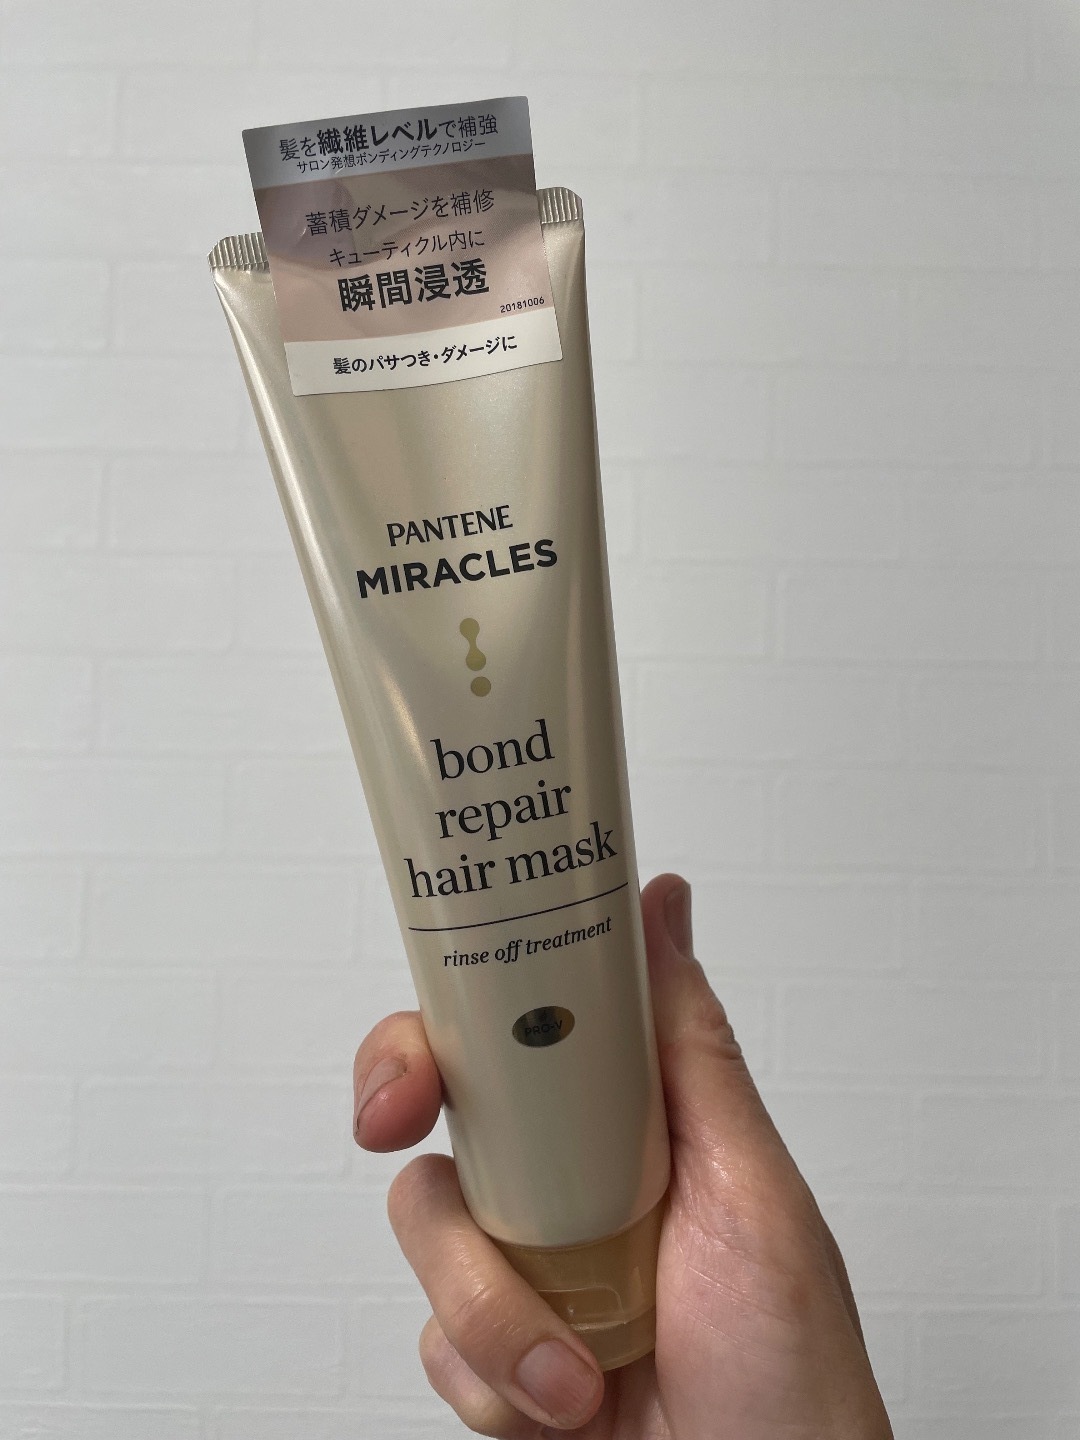 髪を繊維レベルで補強
サロン発想ボンディングテクノロジー
蓄積ダメージを補修
キューティクル内に
瞬間浸透
20181006
髪のパサつき・ダメージに
PANTENE
MIRACLES
bond
repair
hair mask
rinse off treatment
PRO-V